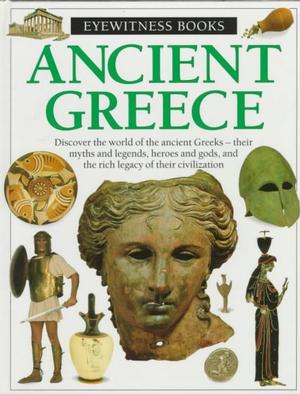 EYEWITNESS BOOKS
ANCIENT
GREECE
Discover the world of the ancient Greeks – their
myths and legends, heroes and gods, and
the rich legacy of their civilization